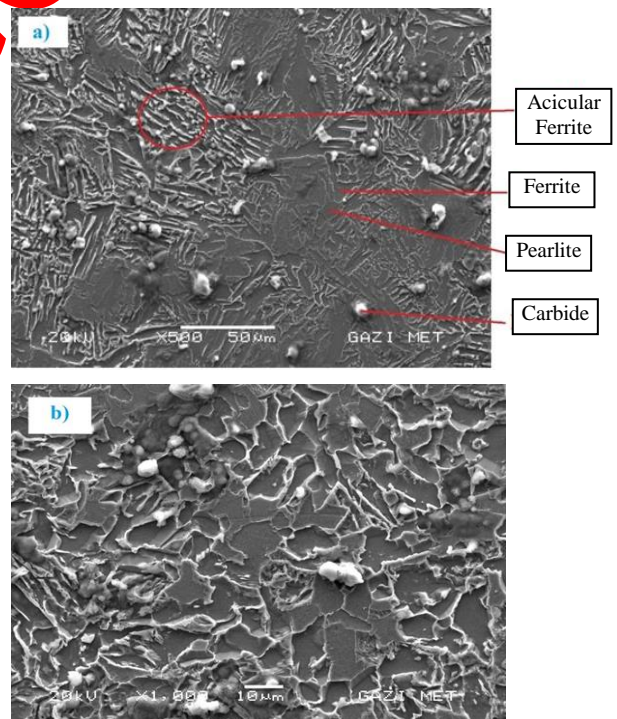 a)
Acicular
Ferrite
Ferrite
Pearlite
Carbide
20kV X500 50µm GAZI MET
b)
20kV X1,000 10µm GAZI MET